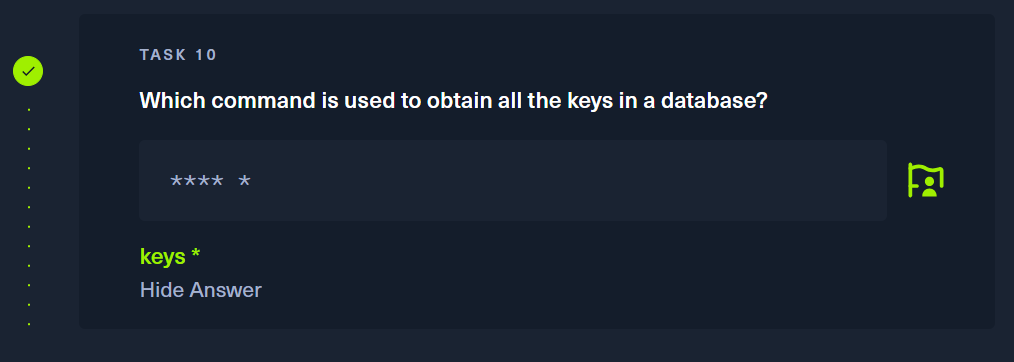 TASK 10
Which command is used to obtain all the keys in a database?
**** *
keys *
Hide Answer